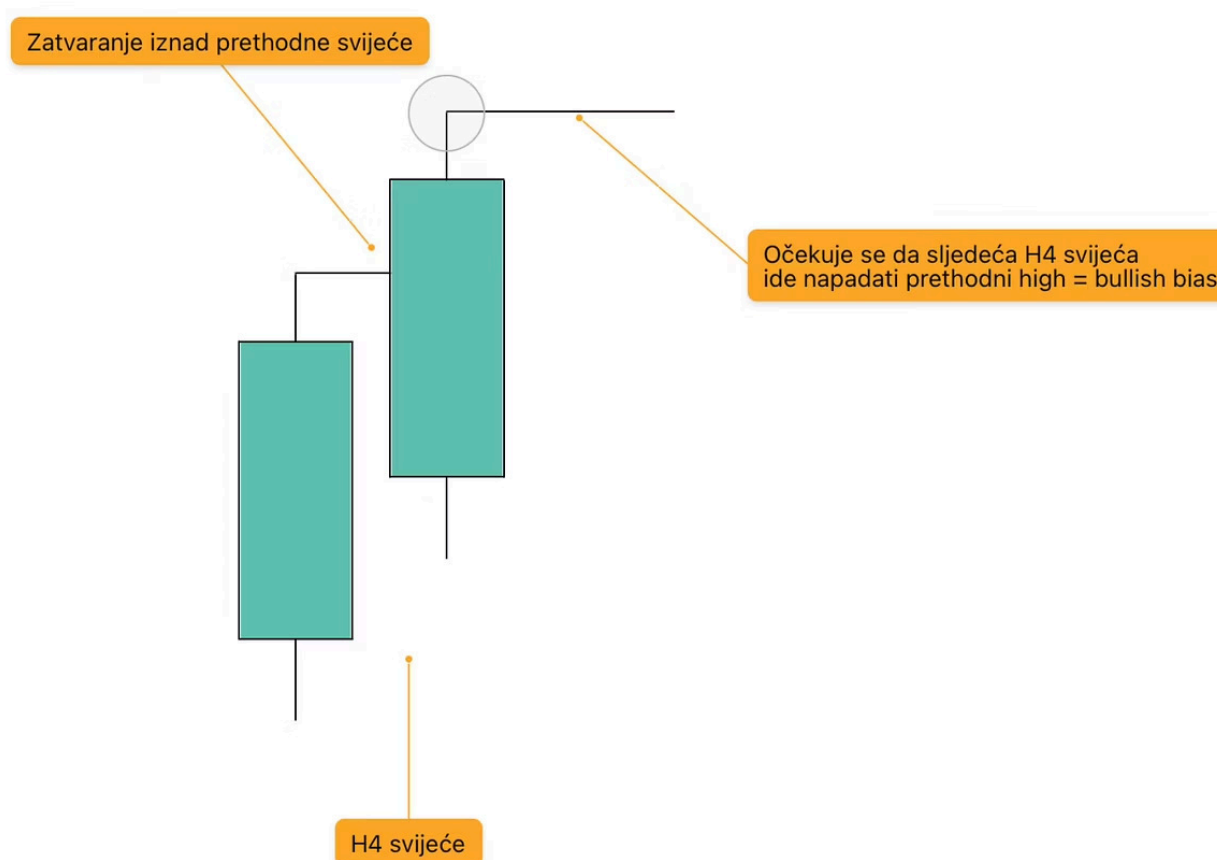 Zatvaranje iznad prethodne svijeće
Očekuje se da sljedeća H4 svijeća
ide napadati prethodni high = bullish bias
H4 svijeće